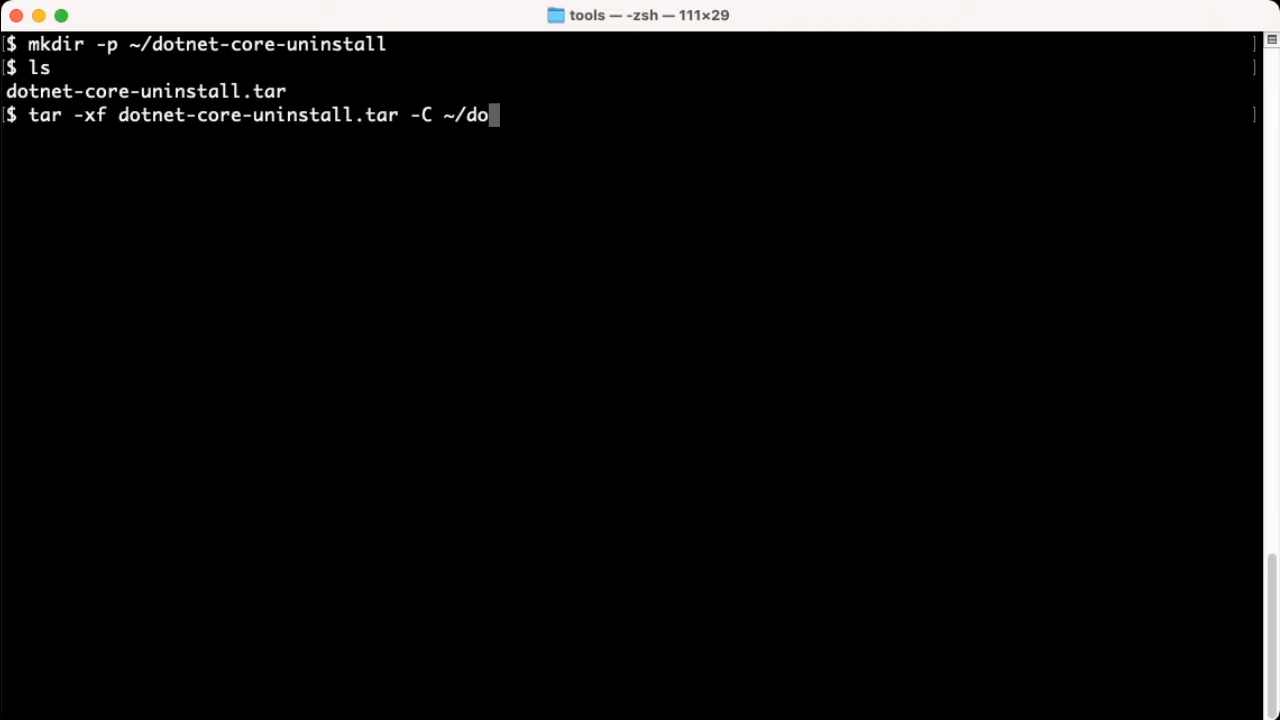 tools — -zsh — 111×29
[$ mkdir -p ~/dotnet-core-uninstall ]
[$ ls ]
dotnet-core-uninstall.tar
[$ tar -xf dotnet-core-uninstall.tar -C ~/do ]